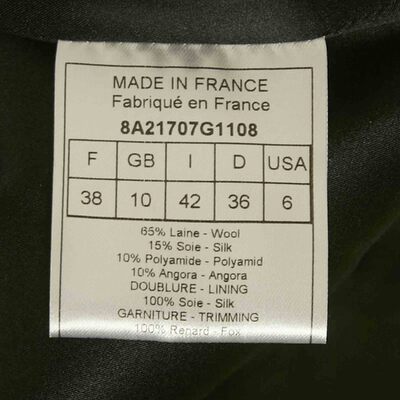 MADE IN FRANCE
Fabriqué en France
8A21707G1108
F GB I D USA
38 10 42 36 6
65% Laine - Wool
15% Soie - Silk
10% Polyamide - Polyamid
10% Angora - Angora
DOUBLURE - LINING
100% Soie - Silk
GARNITURE - TRIMMING
100% Renard - Fox